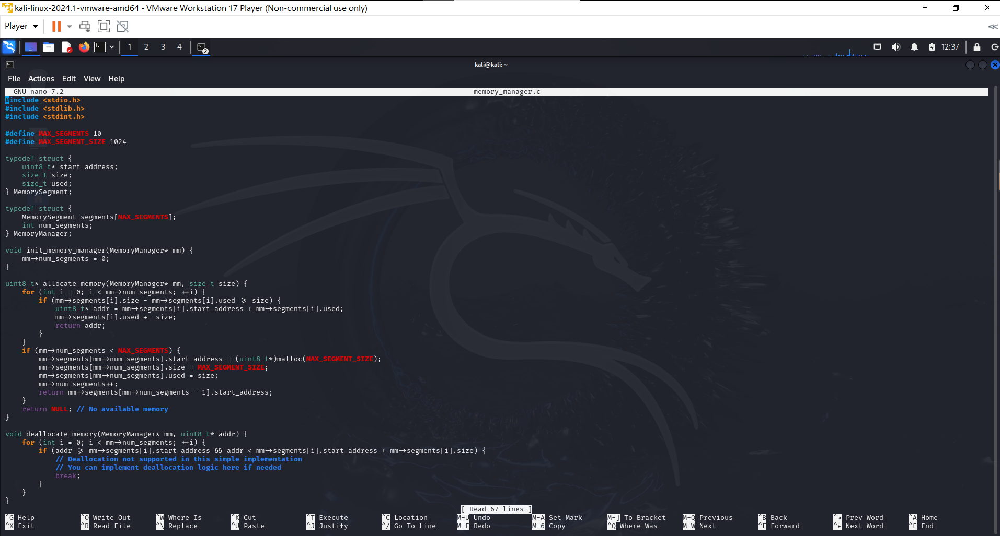 kali-linux-2024.1-vmware-amd64 - VMware Workstation 17 Player (Non-commercial use only)
Player
1 2 3 4 2 12:37
kali@kali: ~
File Actions Edit View Help
GNU nano 7.2 memory_manager.c
#include <stdio.h>
#include <stdlib.h>
#include <stdint.h>
#define MAX_SEGMENTS 10
#define MAX_SEGMENT_SIZE 1024
typedef struct {
    uint8_t* start_address;
    size_t size;
    size_t used;
} MemorySegment;
typedef struct {
    MemorySegment segments[MAX_SEGMENTS];
    int num_segments;
} MemoryManager;
void init_memory_manager(MemoryManager* mm) {
    mm->num_segments = 0;
}
uint8_t* allocate_memory(MemoryManager* mm, size_t size) {
    for (int i = 0; i < mm->num_segments; ++i) {
        if (mm->segments[i].size - mm->segments[i].used >= size) {
            uint8_t* addr = mm->segments[i].start_address + mm->segments[i].used;
            mm->segments[i].used += size;
            return addr;
        }
    }
    if (mm->num_segments < MAX_SEGMENTS) {
        mm->segments[mm->num_segments].start_address = (uint8_t*)malloc(MAX_SEGMENT_SIZE);
        mm->segments[mm->num_segments].size = MAX_SEGMENT_SIZE;
        mm->segments[mm->num_segments].used = size;
        mm->num_segments++;
        return mm->segments[mm->num_segments - 1].start_address;
    }
    return NULL; // No available memory
}
void deallocate_memory(MemoryManager* mm, uint8_t* addr) {
    for (int i = 0; i < mm->num_segments; ++i) {
        if (addr >= mm->segments[i].start_address && addr < mm->segments[i].start_address + mm->segments[i].size) {
            // Deallocation not supported in this simple implementation
            // You can implement deallocation logic here if needed
            break;
        }
    }
}
[ Read 67 lines ]
^G Help ^O Write Out ^W Where Is ^K Cut ^T Execute ^C Location M-U Undo M-A Set Mark M-] To Bracket M-Q Previous ^B Back ^◂ Prev Word ^A Home
^X Exit ^R Read File ^\ Replace ^U Paste ^J Justify ^/ Go To Line M-E Redo M-6 Copy ^Q Where Was M-W Next ^F Forward ^▸ Next Word ^E End